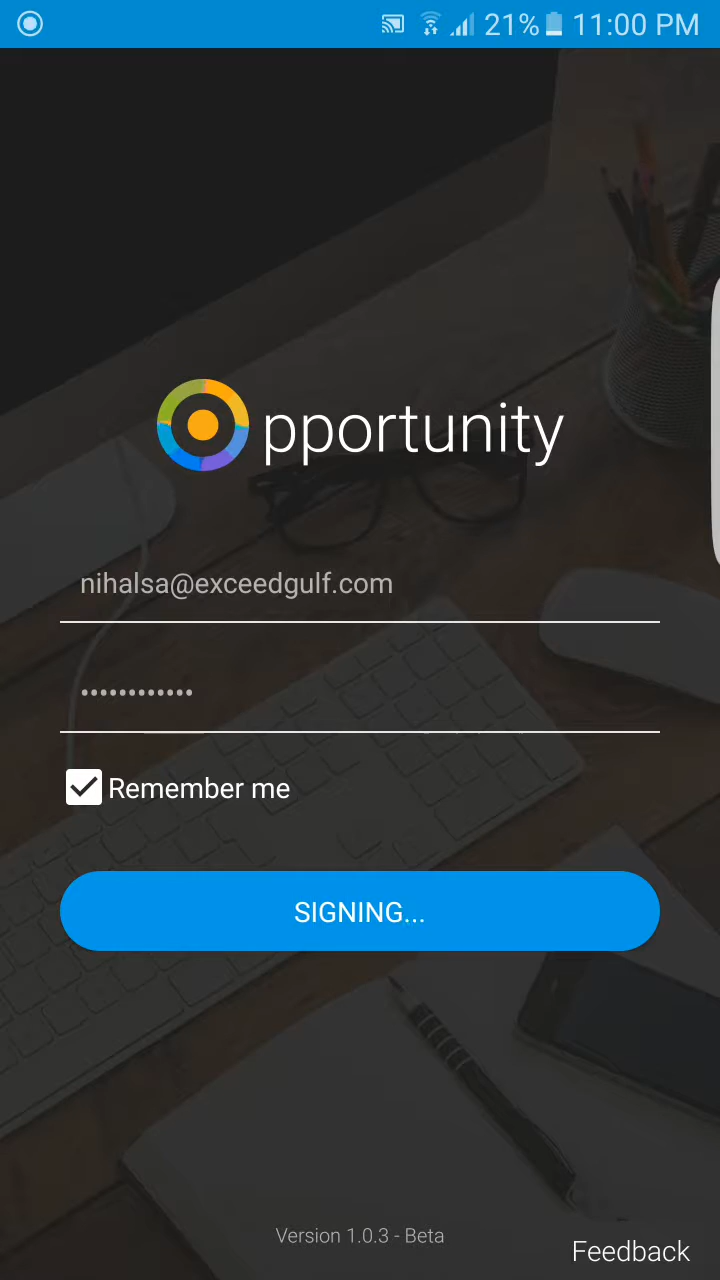 21% 11:00 PM
pportunity
nihalsa@exceedgulf.com
••••••••••••
Remember me
SIGNING...
Version 1.0.3 - Beta
Feedback